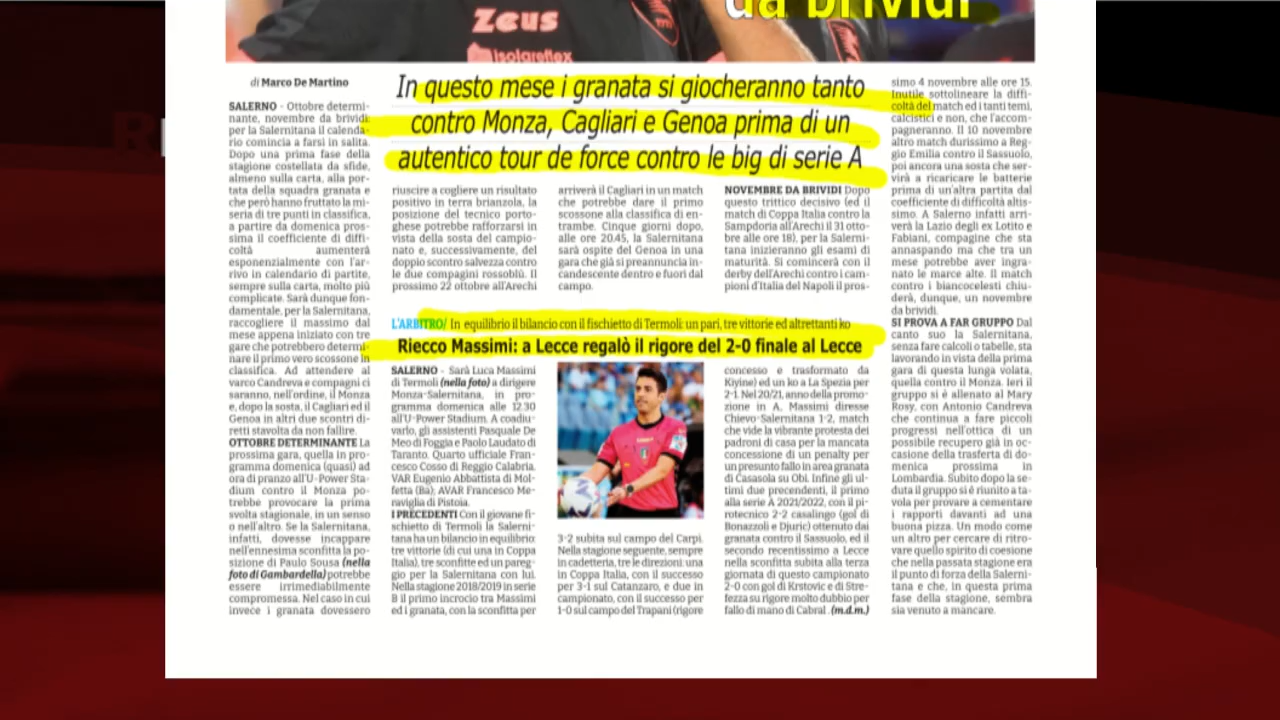 da brividi
Zeus
isolareflex
di Marco De Martino
In questo mese i granata si giocheranno tanto
contro Monza, Cagliari e Genoa prima di un
autentico tour de force contro le big di serie A
SALERNO - Ottobre determi-
nante, novembre da brividi:
per la Salernitana il calenda-
rio comincia a farsi in salita.
Dopo una prima fase della
stagione costellata da sfide,
almeno sulla carta, alla por-
tata della squadra granata e
che però hanno fruttato la mi-
seria di tre punti in classifica,
a partire da domenica pros-
sima il coefficiente di diffi-
coltà aumenterà
esponenzialmente con l'ar-
rivo in calendario di partite,
sempre sulla carta, molto più
complicate. Sarà dunque fon-
damentale, per la Salernitana,
raccogliere il massimo dal
mese appena iniziato con tre
gare che potrebbero determi-
nare il primo vero scossone in
classifica. Ad attendere al
varco Candreva e compagni ci
saranno, nell'ordine, il Monza
e, dopo la sosta, il Cagliari ed il
Genoa in altri due scontri di-
retti stavolta da non fallire.
OTTOBRE DETERMINANTE La
prossima gara, quella in pro-
gramma domenica (quasi) ad
ora di pranzo all'U-Power Sta-
dium contro il Monza po-
trebbe provocare la prima
svolta stagionale, in un senso
o nell'altro. Se la Salernitana,
infatti, dovesse incappare
nell'ennesima sconfitta la po-
sizione di Paulo Sousa (nella
foto di Gambardella) potrebbe
essere irrimediabilmente
compromessa. Nel caso in cui
invece i granata dovessero
riuscire a cogliere un risultato
positivo in terra brianzola, la
posizione del tecnico porto-
ghese potrebbe rafforzarsi in
vista della sosta del campio-
nato e, successivamente, del
doppio scontro salvezza contro
le due compagini rossoblù. Il
prossimo 22 ottobre all'Arechi
arriverà il Cagliari in un match
che potrebbe dare il primo
scossone alla classifica di en-
trambe. Cinque giorni dopo,
alle ore 20.45, la Salernitana
sarà ospite del Genoa in una
gara che già si preannuncia in-
candescente dentro e fuori dal
campo.
NOVEMBRE DA BRIVIDI Dopo
questo trittico decisivo (ed il
match di Coppa Italia contro la
Sampdoria all'Arechi il 31 otto-
bre alle ore 18), per la Salerni-
tana inizieranno gli esami di
maturità. Si comincerà con il
derby dell'Arechi contro i cam-
pioni d'Italia del Napoli il pros-
simo 4 novembre alle ore 15.
Inutile sottolineare la diffi-
coltà del match ed i tanti temi,
calcistici e non, che l'accom-
pagneranno. Il 10 novembre
altro match durissimo a Reg-
gio Emilia contro il Sassuolo,
poi ancora una sosta che ser-
virà a ricaricare le batterie
prima di un'altra partita dal
coefficiente di difficoltà altis-
simo. A Salerno infatti arri-
verà la Lazio degli ex Lotito e
Fabiani, compagine che sta
annaspando ma che tra un
mese potrebbe aver ingra-
nato le marce alte. Il match
contro i biancocelesti chiu-
derà, dunque, un novembre
da brividi.
SI PROVA A FAR GRUPPO Dal
canto suo la Salernitana,
senza fare calcoli o tabelle, sta
lavorando in vista della prima
gara di questa lunga volata,
quella contro il Monza. Ieri il
gruppo si è allenato al Mary
Rosy, con Antonio Candreva
che continua a fare piccoli
progressi nell'ottica di un
possibile recupero già in oc-
casione della trasferta di do-
menica prossima in
Lombardia. Subito dopo la se-
duta il gruppo si è riunito a ta-
vola per provare a cementare
i rapporti davanti ad una
buona pizza. Un modo come
un altro per cercare di ritro-
vare quello spirito di coesione
che nella passata stagione era
il punto di forza della Salerni-
tana e che, in questa prima
fase della stagione, sembra
sia venuto a mancare.
L'ARBITRO/ In equilibrio il bilancio con il fischietto di Termoli: un pari, tre vittorie ed altrettanti ko
Riecco Massimi: a Lecce regalò il rigore del 2-0 finale al Lecce
SALERNO - Sarà Luca Massimi
di Termoli (nella foto) a dirigere
Monza-Salernitana, in pro-
gramma domenica alle 12.30
all'U-Power Stadium. A coadiu-
varlo, gli assistenti Pasquale De
Meo di Foggia e Paolo Laudato di
Taranto. Quarto ufficiale Fran-
cesco Cosso di Reggio Calabria.
VAR Eugenio Abbattista di Mol-
fetta (Ba); AVAR Francesco Me-
raviglia di Pistoia.
I PRECEDENTI Con il giovane fi-
schietto di Termoli la Salerni-
tana ha un bilancio in equilibrio:
tre vittorie (di cui una in Coppa
Italia), tre sconfitte ed un pareg-
gio per la Salernitana con lui.
Nella stagione 2018/2019 in serie
B il primo incrocio tra Massimi
ed i granata, con la sconfitta per
3-2 subita sul campo del Carpi.
Nella stagione seguente, sempre
in cadetteria, tre le direzioni: una
in Coppa Italia, con il successo
per 3-1 sul Catanzaro, e due in
campionato, con il successo per
1-0 sul campo del Trapani (rigore
concesso e trasformato da
Kiyine) ed un ko a La Spezia per
2-1. Nel 20/21, anno della promo-
zione in A, Massimi diresse
Chievo-Salernitana 1-2, match
che vide la vibrante protesta dei
padroni di casa per la mancata
concessione di un penalty per
un presunto fallo in area granata
di Casasola su Obi. Infine gli ul-
timi due precedenti, il primo
alla serie A 2021/2022, con il pi-
rotecnico 2-2 casalingo (gol di
Bonazzoli e Djuric) ottenuto dai
granata contro il Sassuolo, ed il
secondo recentissimo a Lecce
nella sconfitta subita alla terza
giornata di questo campionato
2-0 con gol di Krstovic e di Stre-
fezza su rigore molto dubbio per
fallo di mano di Cabral . (m.d.m.)